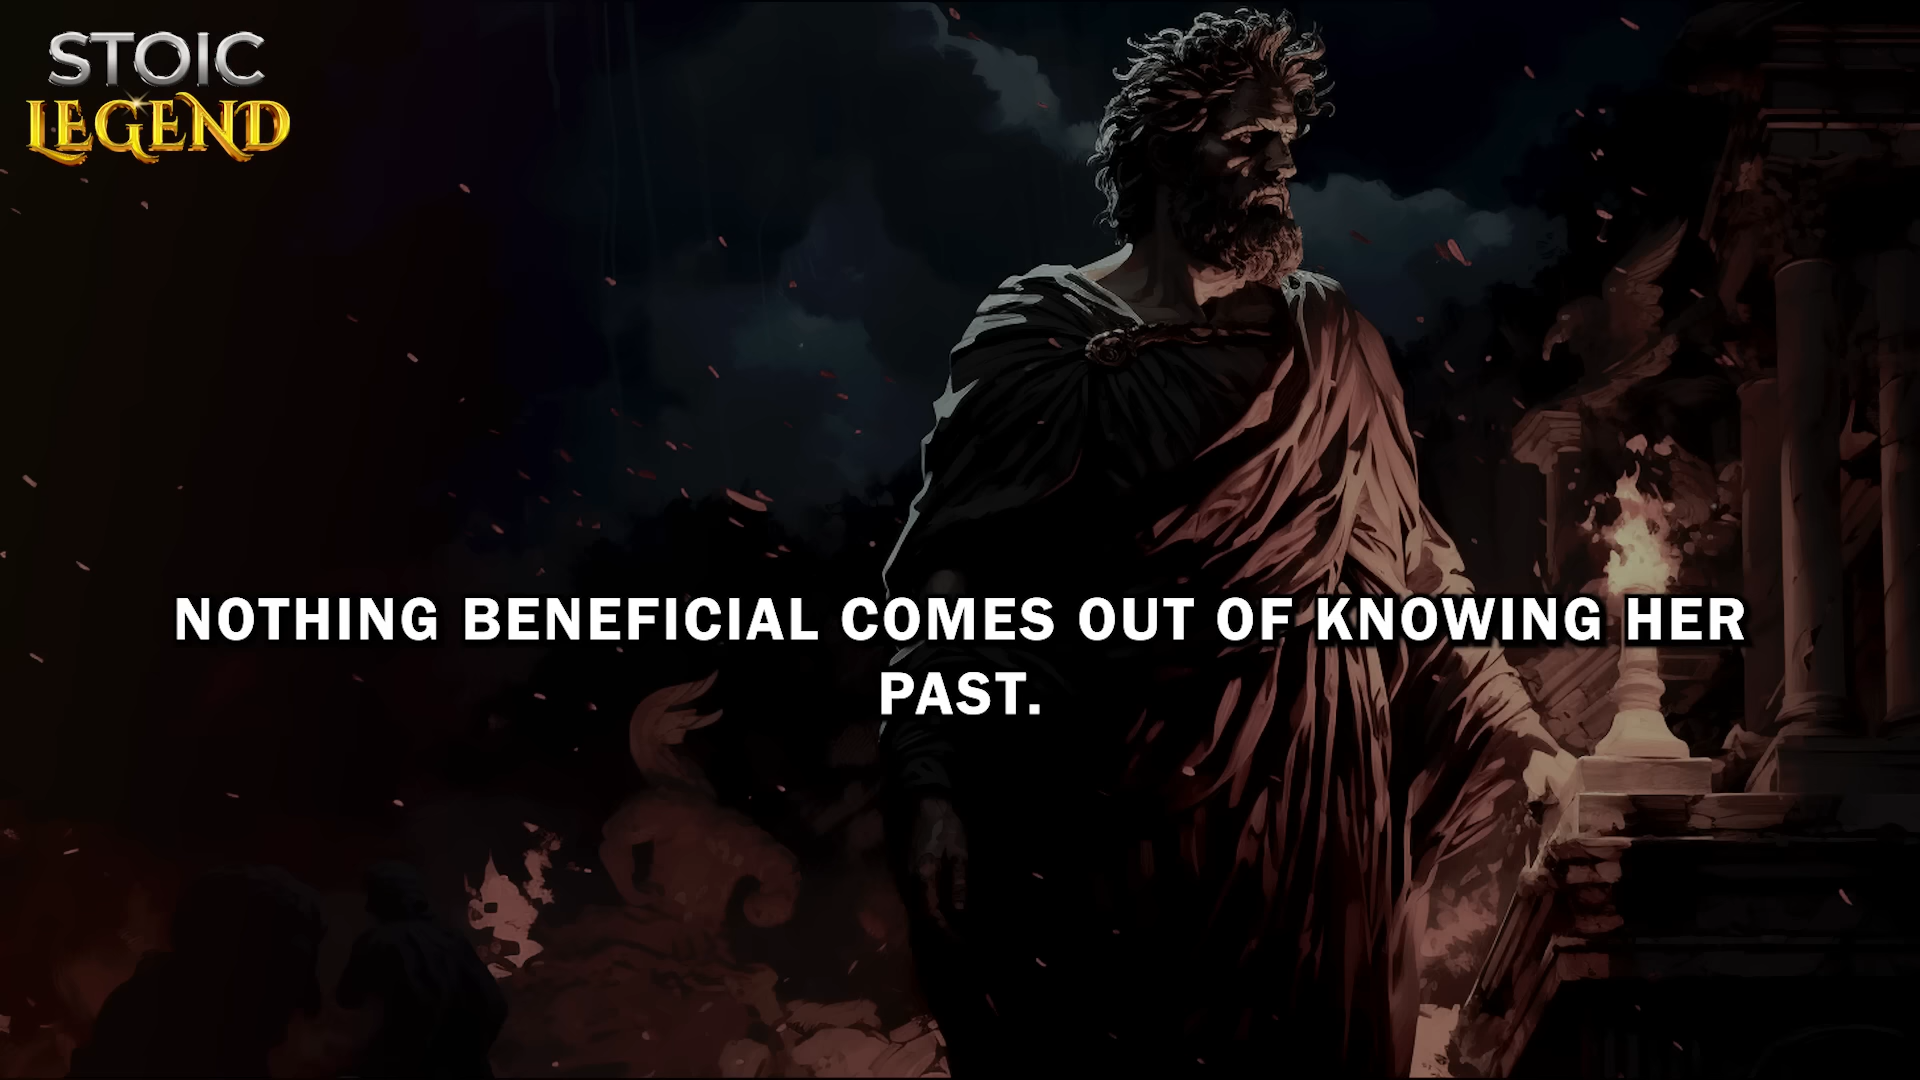 STOIC
LEGEND
NOTHING BENEFICIAL COMES OUT OF KNOWING HER
PAST.